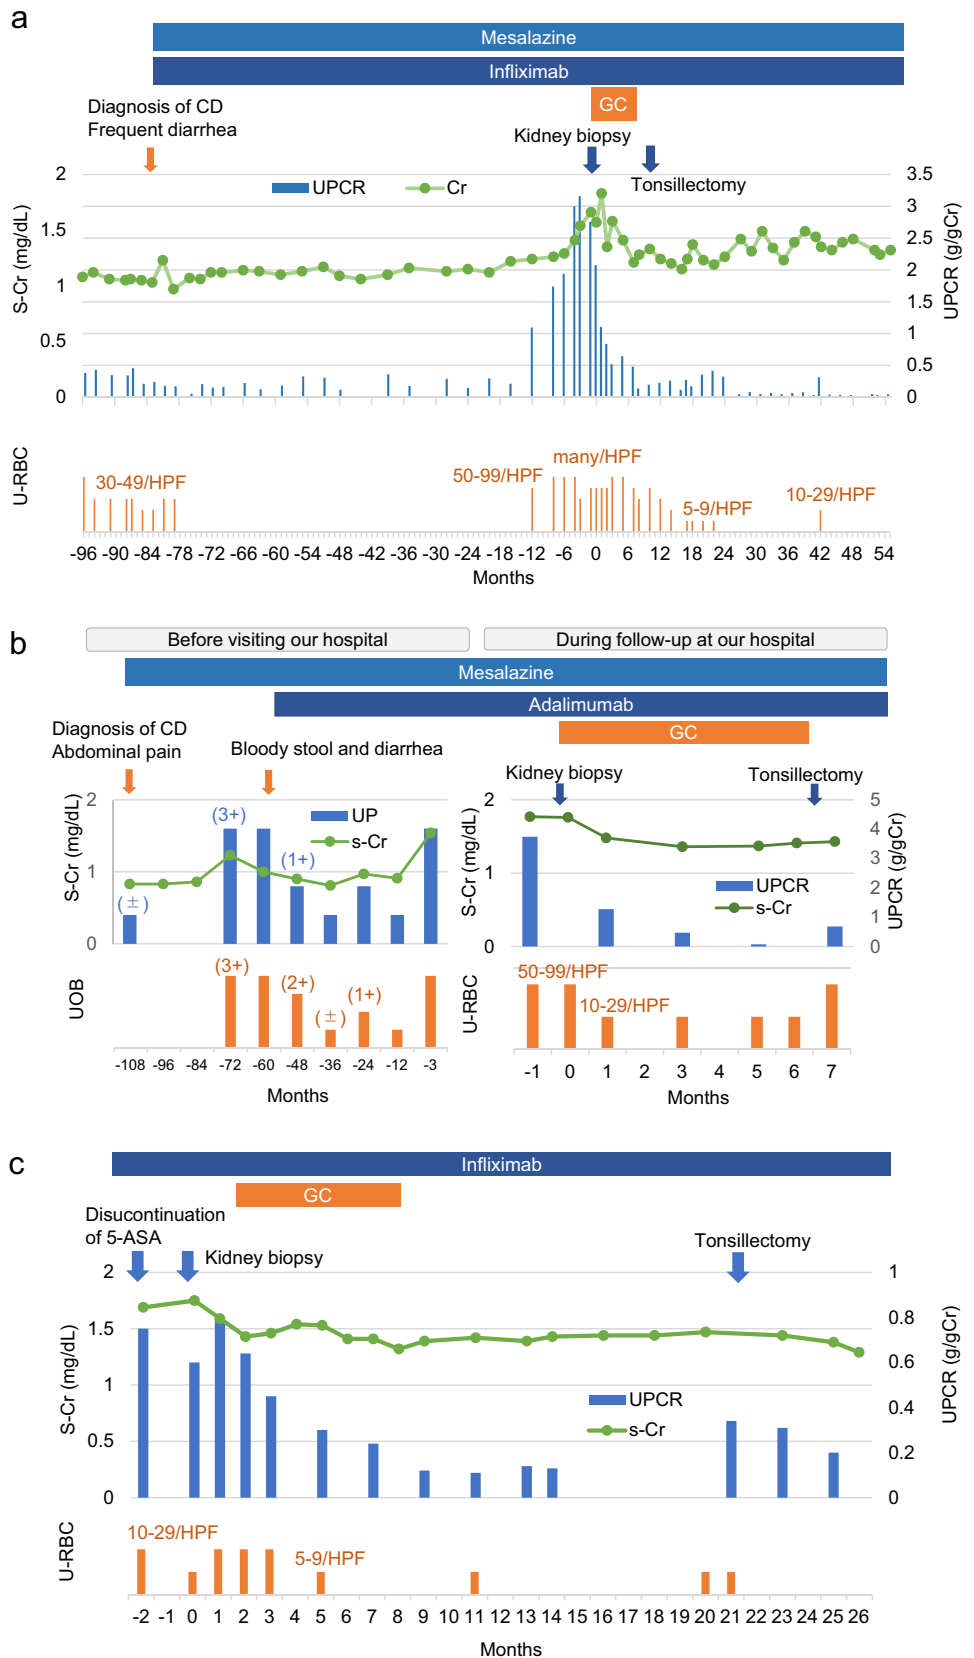 a
Mesalazine
Infliximab
GC
Diagnosis of CD
Frequent diarrhea
Kidney biopsy
Tonsillectomy
UPCR
Cr
S-Cr (mg/dL)
2
1.5
1
0.5
0
3.5
3
2.5
2
1.5
1
0.5
0
UPCR (g/gCr)
U-RBC
30-49/HPF
50-99/HPF
many/HPF
5-9/HPF
10-29/HPF
-96 -90 -84 -78 -72 -66 -60 -54 -48 -42 -36 -30 -24 -18 -12 -6 0 6 12 18 24 30 36 42 48 54
Months
b
Before visiting our hospital
During follow-up at our hospital
Mesalazine
Adalimumab
GC
Diagnosis of CD
Abdominal pain
Bloody stool and diarrhea
Kidney biopsy
Tonsillectomy
S-Cr (mg/dL)
2
1
0
(±)
(3+)
(1+)
UP
s-Cr
UOB
(3+)
(2+)
(±)
(1+)
-108 -96 -84 -72 -60 -48 -36 -24 -12 -3
Months
S-Cr (mg/dL)
2
1
0
UPCR
s-Cr
5
4
3
2
1
0
UPCR (g/gCr)
U-RBC
50-99/HPF
10-29/HPF
-1 0 1 2 3 4 5 6 7
Months
c
Infliximab
GC
Disucontinuation
of 5-ASA
Kidney biopsy
Tonsillectomy
S-Cr (mg/dL)
2
1.5
1
0.5
0
UPCR
s-Cr
1
0.8
0.6
0.4
0.2
0
UPCR (g/gCr)
U-RBC
10-29/HPF
5-9/HPF
-2 -1 0 1 2 3 4 5 6 7 8 9 10 11 12 13 14 15 16 17 18 19 20 21 22 23 24 25 26
Months